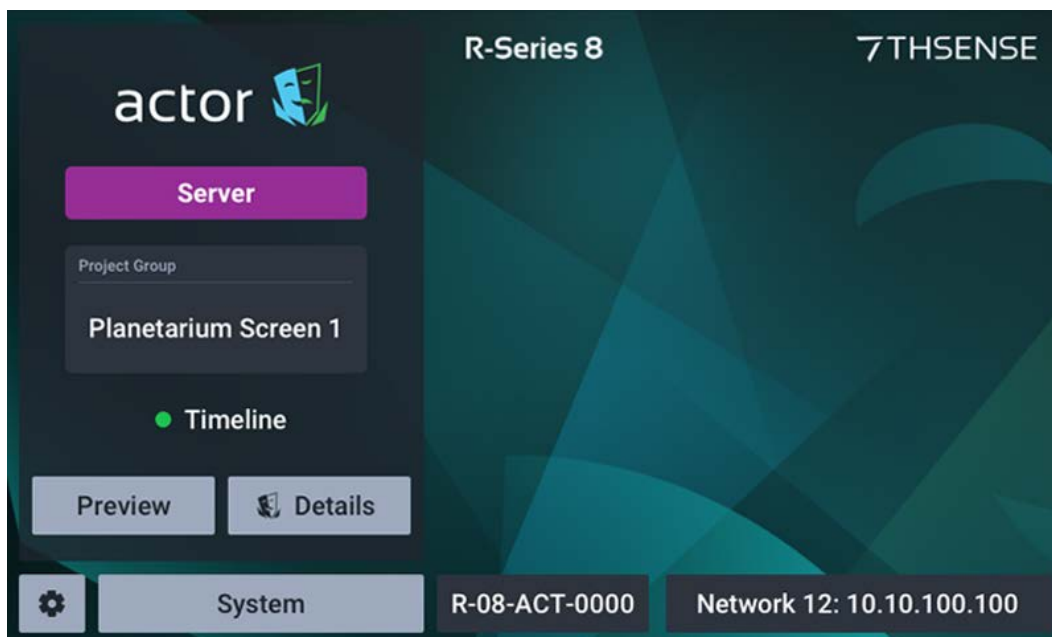 R-Series 8
7THSENSE
actor
Server
Project Group
Planetarium Screen 1
Timeline
Preview
Details
System
R-08-ACT-0000
Network 12: 10.10.100.100